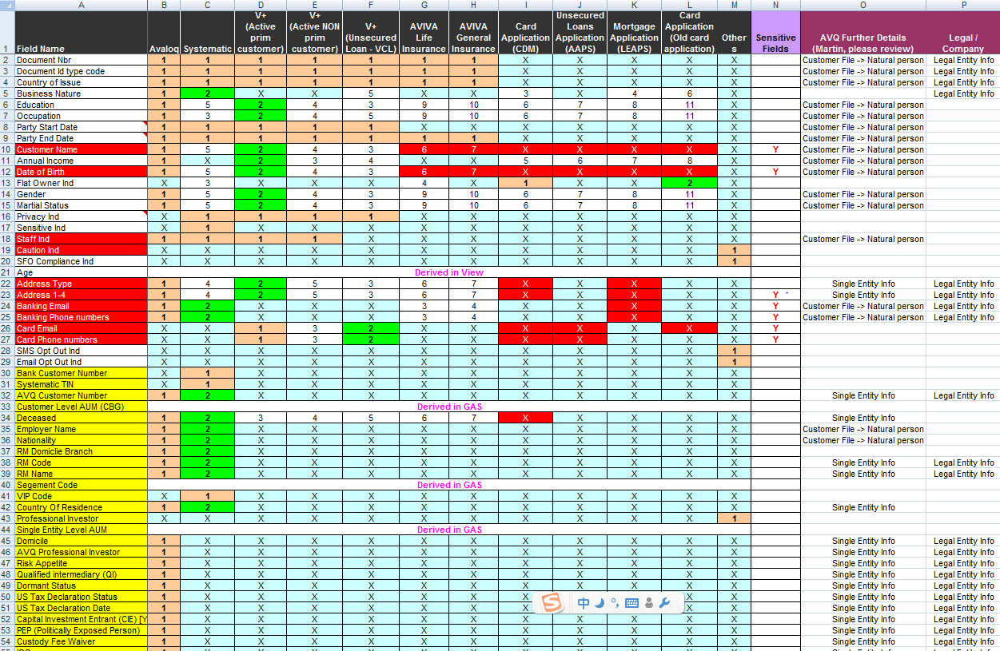 A B C D E F G H I J K L M N O P
1 Field Name Avaloq Systematic V+ (Active prim customer) V+ (Active NON prim customer) V+ (Unsecured Loan - VCL) AVIVA Life Insurance AVIVA General Insurance Card Application (CDM) Unsecured Loans Application (AAPS) Mortgage Application (LEAPS) Card Application (Old card application) Other s Sensitive Fields AVQ Further Details (Martin, please review) Legal / Company
2 Document Nbr 1 1 1 1 1 1 1 X X X X X Customer File -> Natural person Legal Entity Info
3 Document Id type code 1 1 1 1 1 1 1 X X X X X Customer File -> Natural person Legal Entity Info
4 Country of Issue 1 1 1 1 1 1 1 X X X X X Customer File -> Natural person Legal Entity Info
5 Business Nature 1 2 X X 5 X X 3 X 4 6 X Legal Entity Info
6 Education 1 5 2 4 3 9 10 6 7 8 11 X Customer File -> Natural person
7 Occupation 1 3 2 4 5 9 10 6 7 8 11 X Customer File -> Natural person
8 Party Start Date 1 1 1 1 1 X X X X X X X Customer File -> Natural person
9 Party End Date 1 1 1 1 1 1 1 X X X X X Customer File -> Natural person
10 Customer Name 1 5 2 4 3 6 7 X X X X X Y Customer File -> Natural person
11 Annual Income 1 X 2 3 4 X X 5 6 7 8 X Customer File -> Natural person
12 Date of Birth 1 5 2 4 3 6 7 X X X X X Y Customer File -> Natural person
13 Flat Owner Ind X 3 X X X 4 X 1 X X 2 X
14 Gender 1 5 2 4 3 9 10 6 7 8 11 X Customer File -> Natural person
15 Martial Status 1 5 2 4 3 9 10 6 7 8 11 X Customer File -> Natural person
16 Privacy Ind X 1 1 1 1 X X X X X X X
17 Sensitive Ind X 1 X X X X X X X X X X
18 Staff Ind 1 1 1 1 X X X X X X X X Customer File -> Natural person
19 Caution Ind X X X X X X X X X X X 1
20 SFO Compliance Ind X X X X X X X X X X X 1
21 Age Derived in View
22 Address Type 1 4 2 5 3 6 7 X X X X X Single Entity Info Legal Entity Info
23 Address 1-4 1 4 2 5 3 6 7 X X X X X Y Single Entity Info Legal Entity Info
24 Banking Email 1 2 X X X 3 4 X X X X X Y Customer File -> Natural person Legal Entity Info
25 Banking Phone numbers 1 2 X X X 3 4 X X X X X Y Customer File -> Natural person Legal Entity Info
26 Card Email X X 1 3 2 X X X X X X X Y
27 Card Phone numbers X X 1 3 2 X X X X X X X Y
28 SMS Opt Out Ind X X X X X X X X X X X 1
29 Email Opt Out Ind X X X X X X X X X X X 1
30 Bank Customer Number X 1 X X X X X X X X X X
31 Systematic TIN X 1 X X X X X X X X X X
32 AVQ Customer Number 1 2 X X X X X X X X X X Single Entity Info Legal Entity Info
33 Customer Level AUM (CBG) Derived in GAS
34 Deceased 1 2 3 4 5 6 7 X X X X X Single Entity Info
35 Employer Name 1 2 X X X X X X X X X X Customer File -> Natural person
36 Nationality 1 2 X X X X X X X X X X Customer File -> Natural person
37 RM Domiclie Branch 1 2 X X X X X X X X X X
38 RM Code 1 2 X X X X X X X X X X Single Entity Info Legal Entity Info
39 RM Name 1 2 X X X X X X X X X X Single Entity Info Legal Entity Info
40 Segement Code Derived in GAS
41 VIP Code X 1 X X X X X X X X X X
42 Country Of Residence 1 2 X X X X X X X X X X Single Entity Info
43 Professional Investor X X X X X X X X X X X 1
44 Single Entity Level AUM Derived in GAS
45 Domicile 1 X X X X X X X X X X X Single Entity Info Legal Entity Info
46 AVQ Professional Investor 1 X X X X X X X X X X X Single Entity Info Legal Entity Info
47 Risk Appetite 1 X X X X X X X X X X X Single Entity Info Legal Entity Info
48 Qualified intermediary (QI) 1 X X X X X X X X X X X Single Entity Info Legal Entity Info
49 Dormant Status 1 X X X X X X X X X X X Single Entity Info Legal Entity Info
50 US Tax Declaration Status 1 X X X X X X X X Single Entity Info Legal Entity Info
S 中
51 US Tax Declaration Date 1 X X X X X X X X Single Entity Info Legal Entity Info
52 Capital Investment Entrant (CIE) [Y 1 X X X X X X X X X X X Single Entity Info Legal Entity Info
53 PEP (Politically Exposed Person) 1 X X X X X X X X X X X Single Entity Info Legal Entity Info
54 Custody Fee Waiver 1 X X X X X X X X X X X Single Entity Info Legal Entity Info